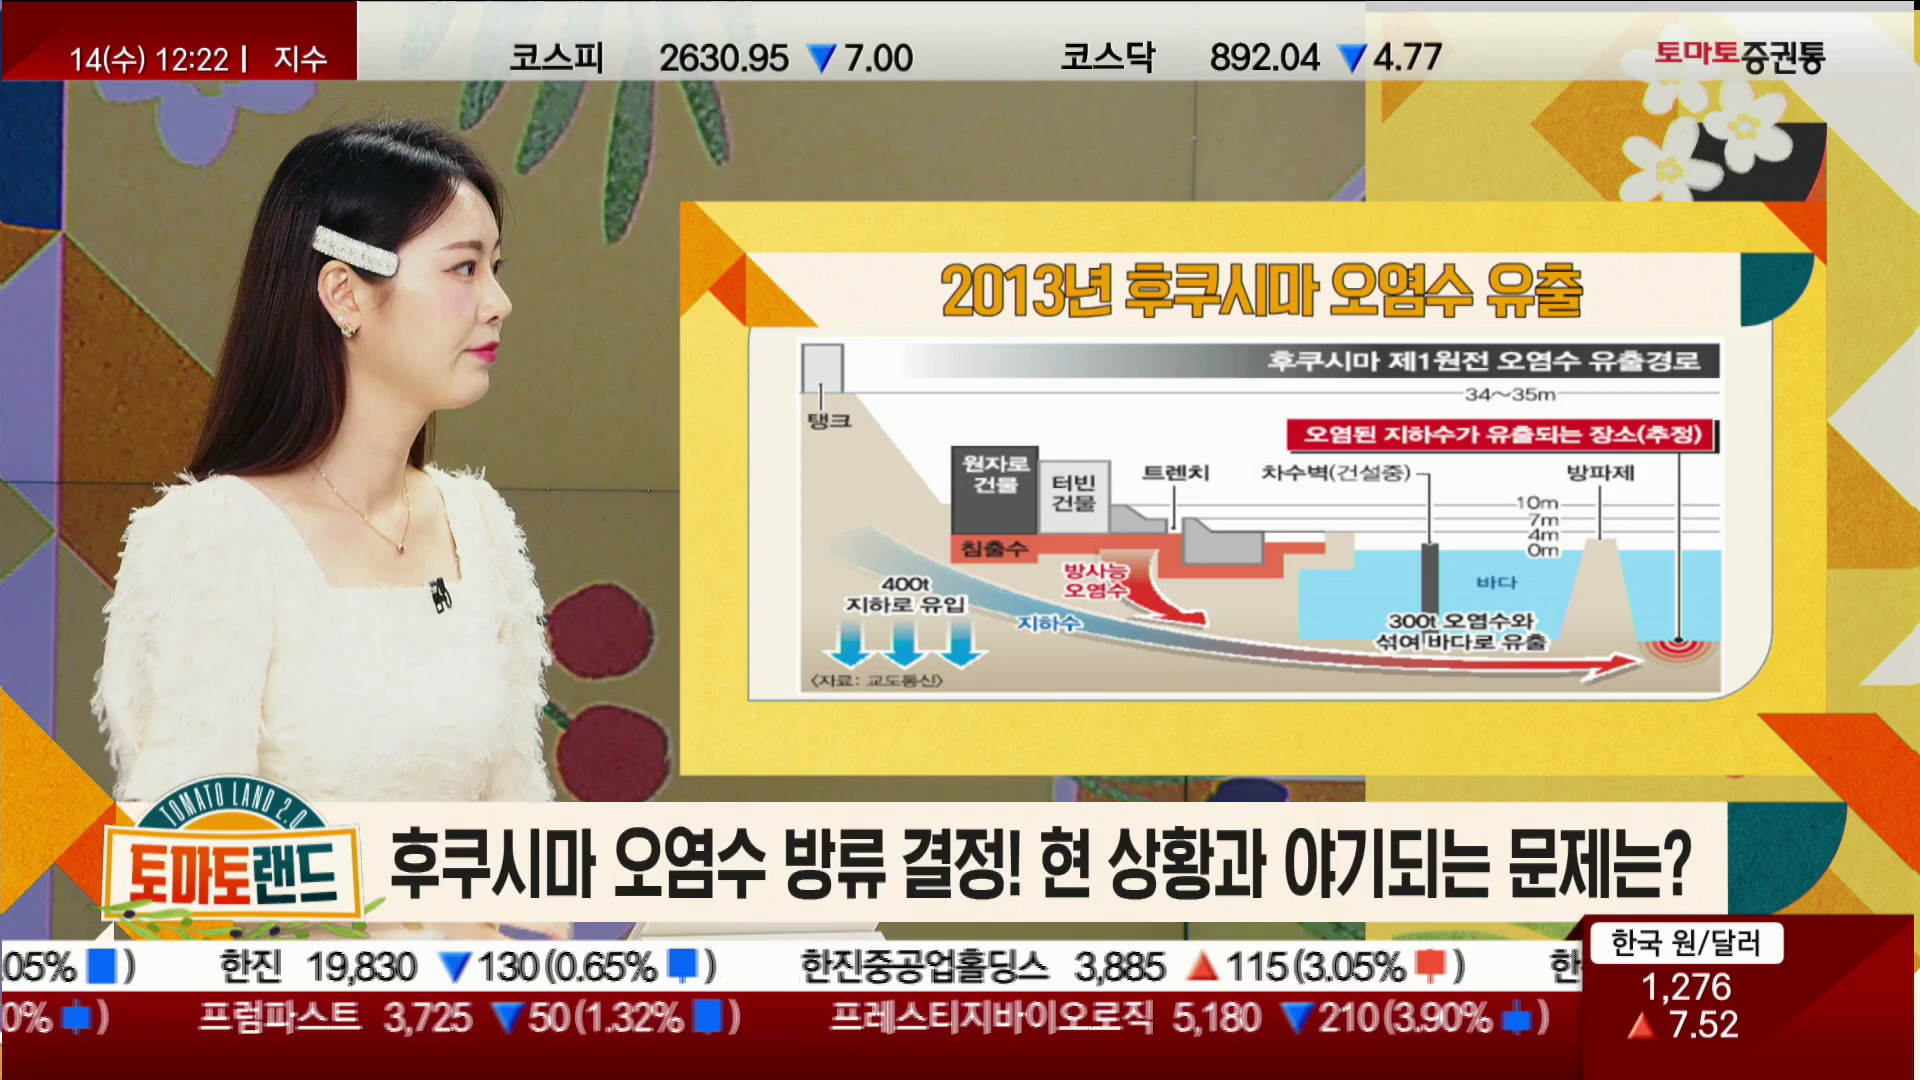 14(수) 12:22 | 지수
코스피 2630.95 ▼7.00
코스닥 892.04 ▼4.77
토마토증권통
2013년 후쿠시마 오염수 유출
후쿠시마 제1원전 오염수 유출경로
34~35m
탱크
오염된 지하수가 유출되는 장소(추정)
원자로
건물
터빈
건물
트렌치
차수벽(건설중)
방파제
10m
7m
4m
0m
침출수
방사능
오염수
바다
400t
지하로 유입
지하수
300t 오염수와
섞여 바다로 유출
〈자료: 교도통신〉
TOMATO LAND 2.0
토마토랜드
후쿠시마 오염수 방류 결정! 현 상황과 야기되는 문제는?
05% ) 한진 19,830 ▼130(0.65% ) 한진중공업홀딩스 3,885 ▲115(3.05% ) 한
0% ) 프럼파스트 3,725 ▼50(1.32% ) 프레스티지바이오로직 5,180 ▼210(3.90% )
한국 원/달러
1,276
▲ 7.52